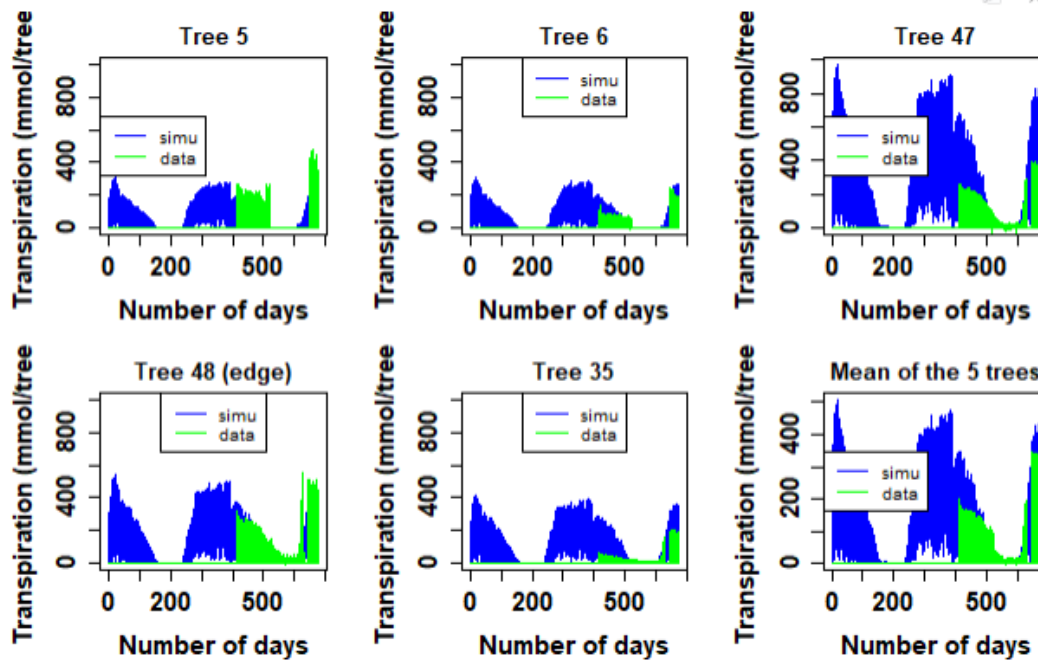 Tree 5
Transpiration (mmol/tree
800
400
0
simu
data
0 200 500
Number of days
Tree 6
Transpiration (mmol/tree
800
400
0
simu
data
0 200 500
Number of days
Tree 47
Transpiration (mmol/tree
800
400
0
simu
data
0 200 500
Number of days
Tree 48 (edge)
Transpiration (mmol/tree
800
400
0
simu
data
0 200 500
Number of days
Tree 35
Transpiration (mmol/tree
800
400
0
simu
data
0 200 500
Number of days
Mean of the 5 trees
Transpiration (mmol/tree
400
200
0
simu
data
0 200 500
Number of days